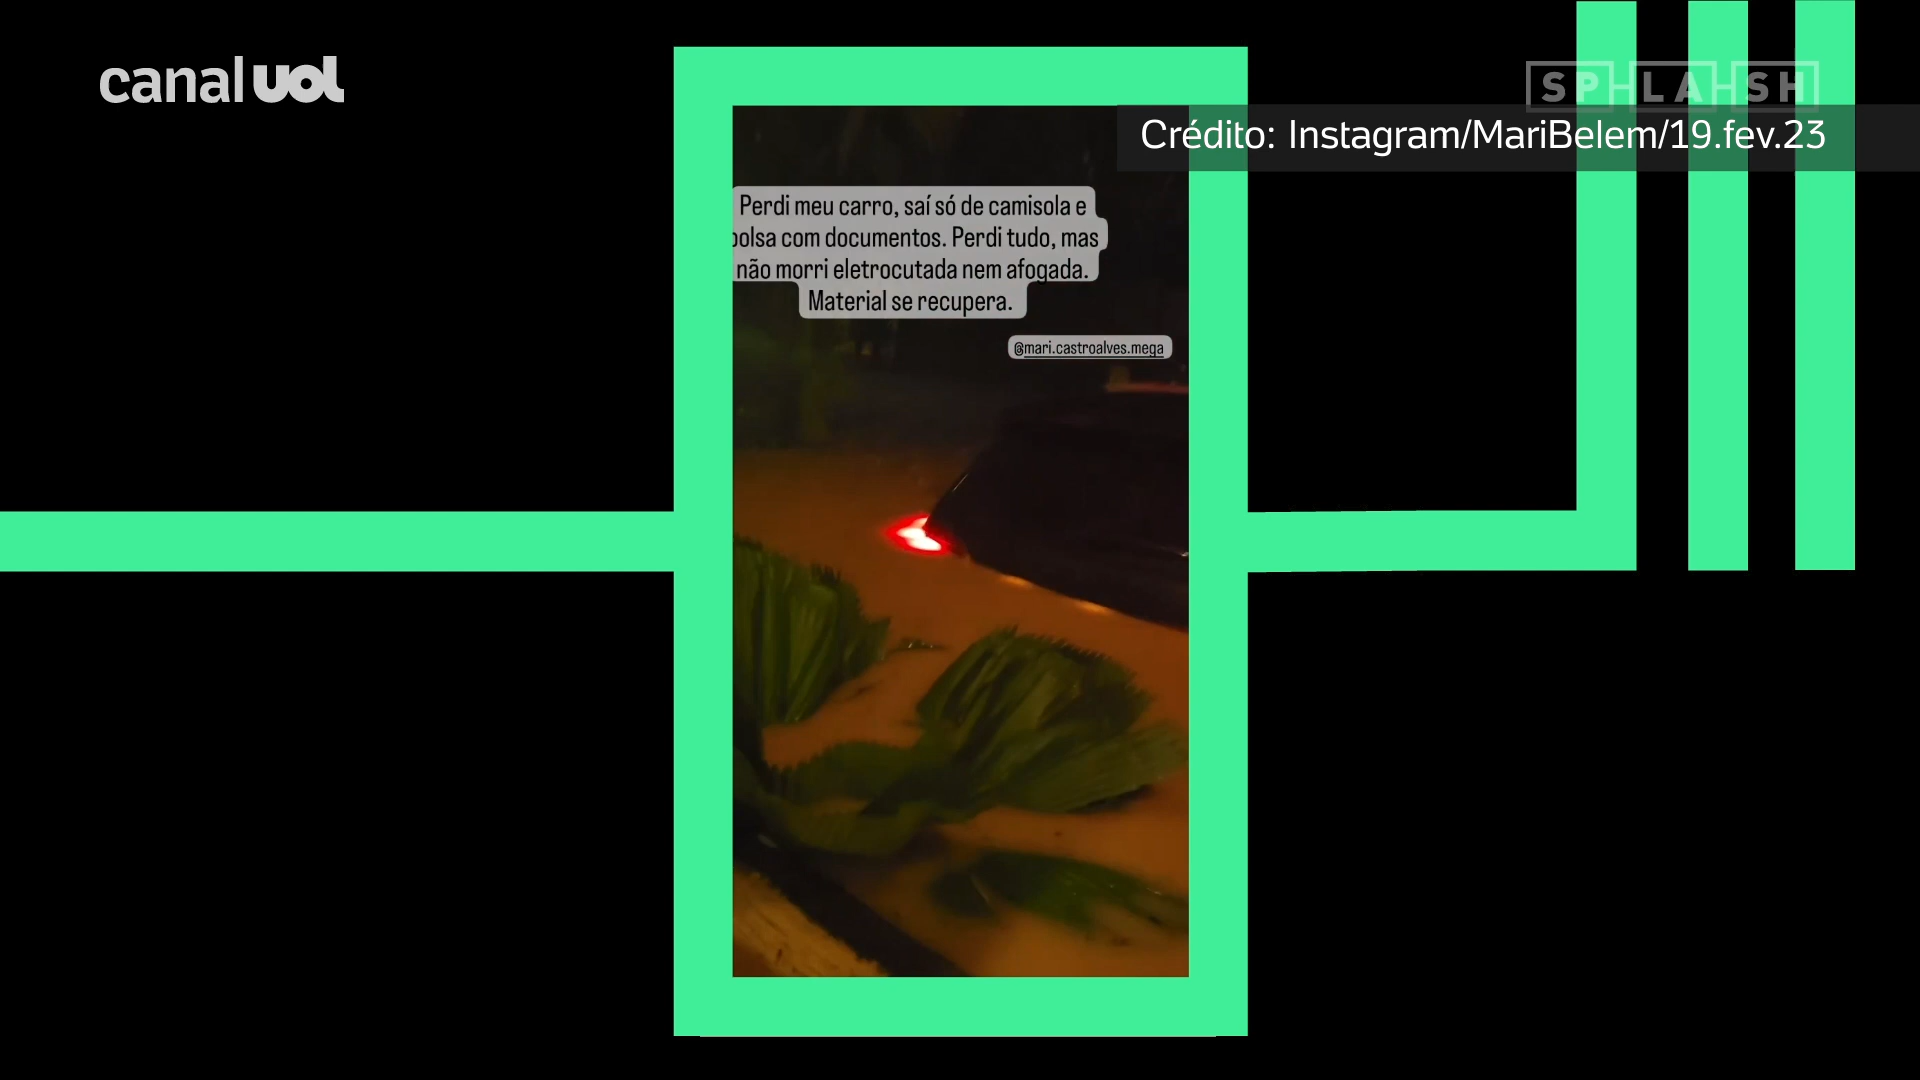 canal uol
SPLASH
Crédito: Instagram/MariBelem/19.fev.23
Perdi meu carro, saí só de camisola e
bolsa com documentos. Perdi tudo, mas
não morri eletrocutada nem afogada.
Material se recupera.
@mari.castroalves.mega